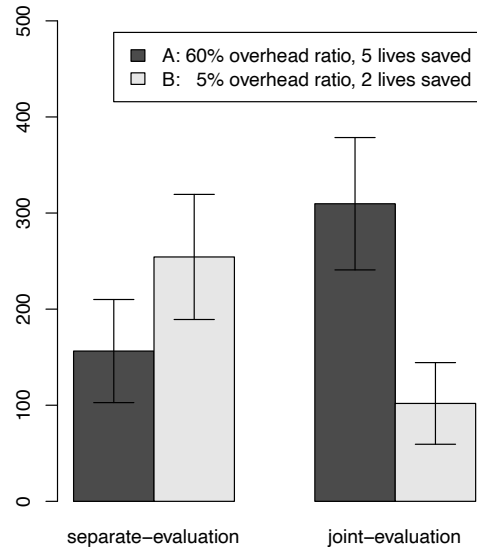 500
400
300
200
100
0
A: 60% overhead ratio, 5 lives saved
B: 5% overhead ratio, 2 lives saved
separate−evaluation
joint−evaluation